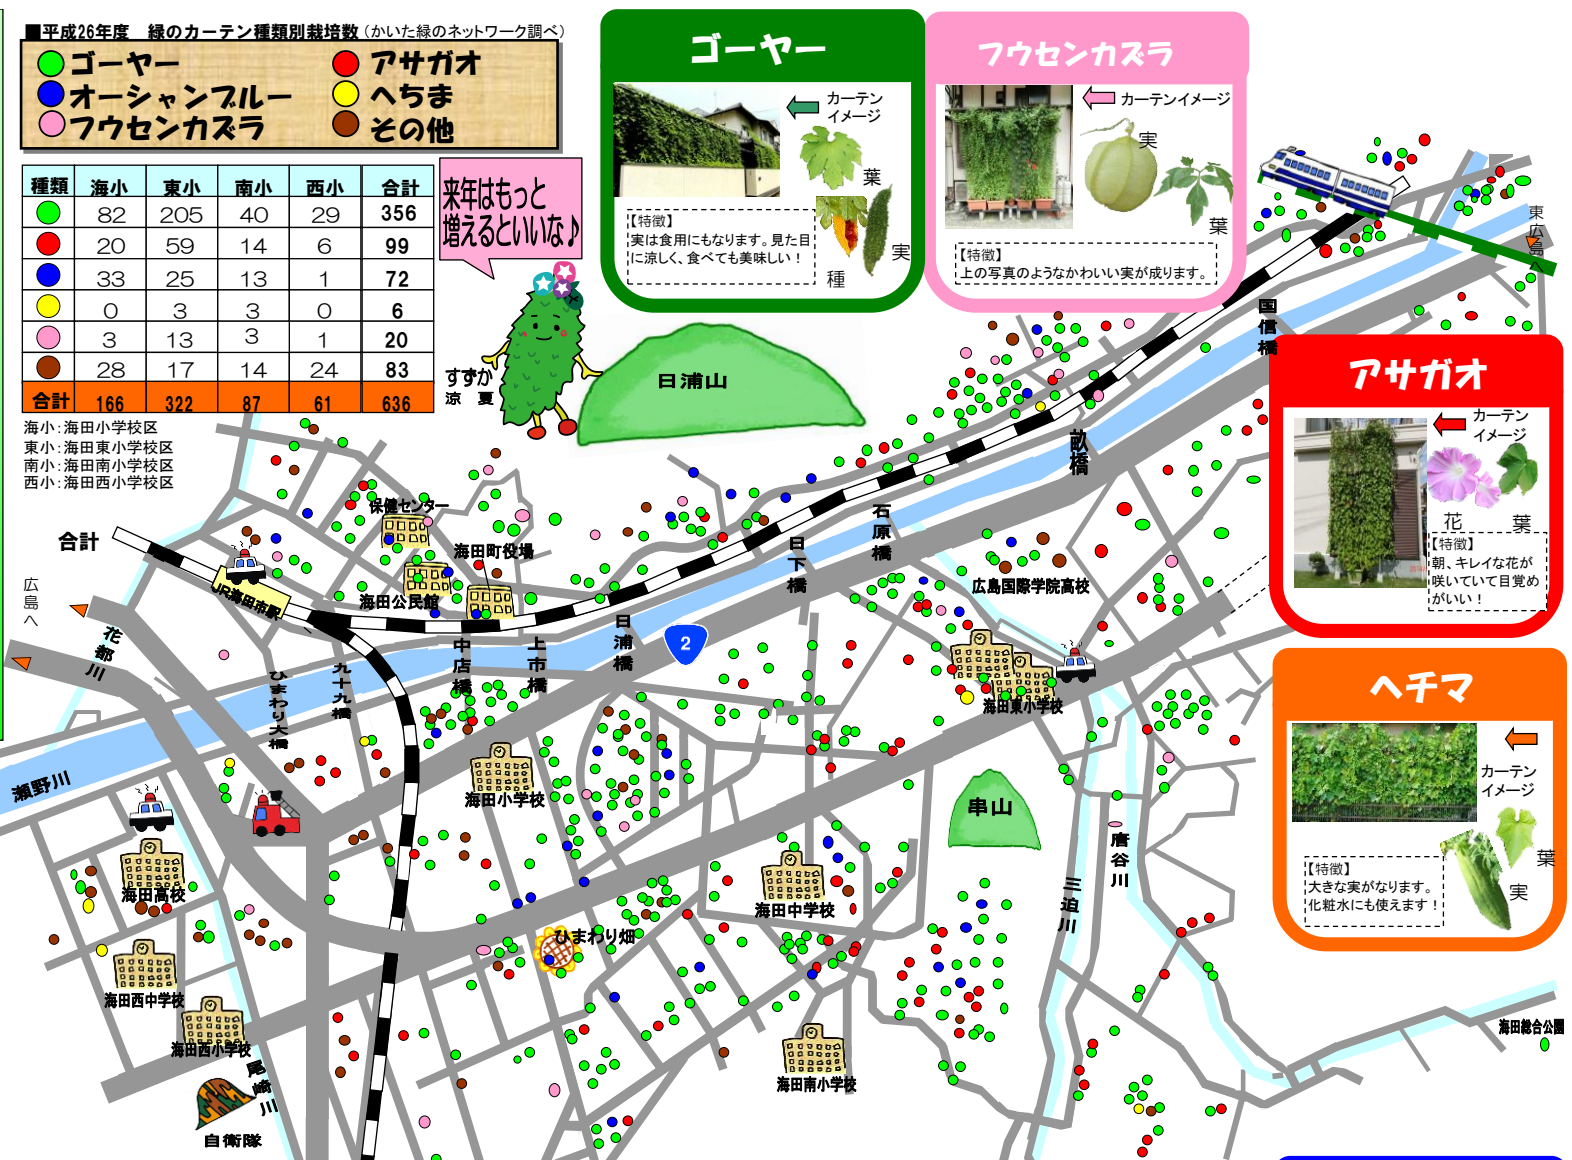 ■平成26年度　緑のカーテン種類別栽培数（かいた緑のネットワーク調べ）
ゴーヤー　アサガオ
オーシャンブルー　へちま
フウセンカズラ　その他
種類 海小 東小 南小 西小 合計
82 205 40 29 356
20 59 14 6 99
33 25 13 1 72
0 3 3 0 6
3 13 3 1 20
28 17 14 24 83
合計 166 322 87 61 636
海小：海田小学校区
東小：海田東小学校区
南小：海田南小学校区
西小：海田西小学校区
来年はもっと
増えるといいな♪
すずか
涼　夏
ゴーヤー
カーテン
イメージ
葉
実
種
【特徴】
実は食用にもなります。見た目
に涼しく、食べても美味しい！
フウセンカズラ
カーテンイメージ
実
葉
【特徴】
上の写真のようなかわいい実が成ります。
アサガオ
カーテン
イメージ
花
葉
【特徴】
朝、キレイな花が
咲いていて目覚め
がいい！
ヘチマ
カーテン
イメージ
葉
実
【特徴】
大きな実がなります。
化粧水にも使えます！
日浦山
東広島へ
国信橋
畝橋
石原橋
日下橋
日浦橋
上市橋
中店橋
九十九橋
ひまわり大橋
保健センター
海田町役場
海田公民館
JR海田市駅
合計
広島へ
花都川
瀬野川
2
広島国際学院高校
海田東小学校
海田小学校
串山
唐谷川
三迫川
海田中学校
ひまわり畑
海田高校
海田西中学校
海田西小学校
尾崎川
自衛隊
海田南小学校
海田総合公園